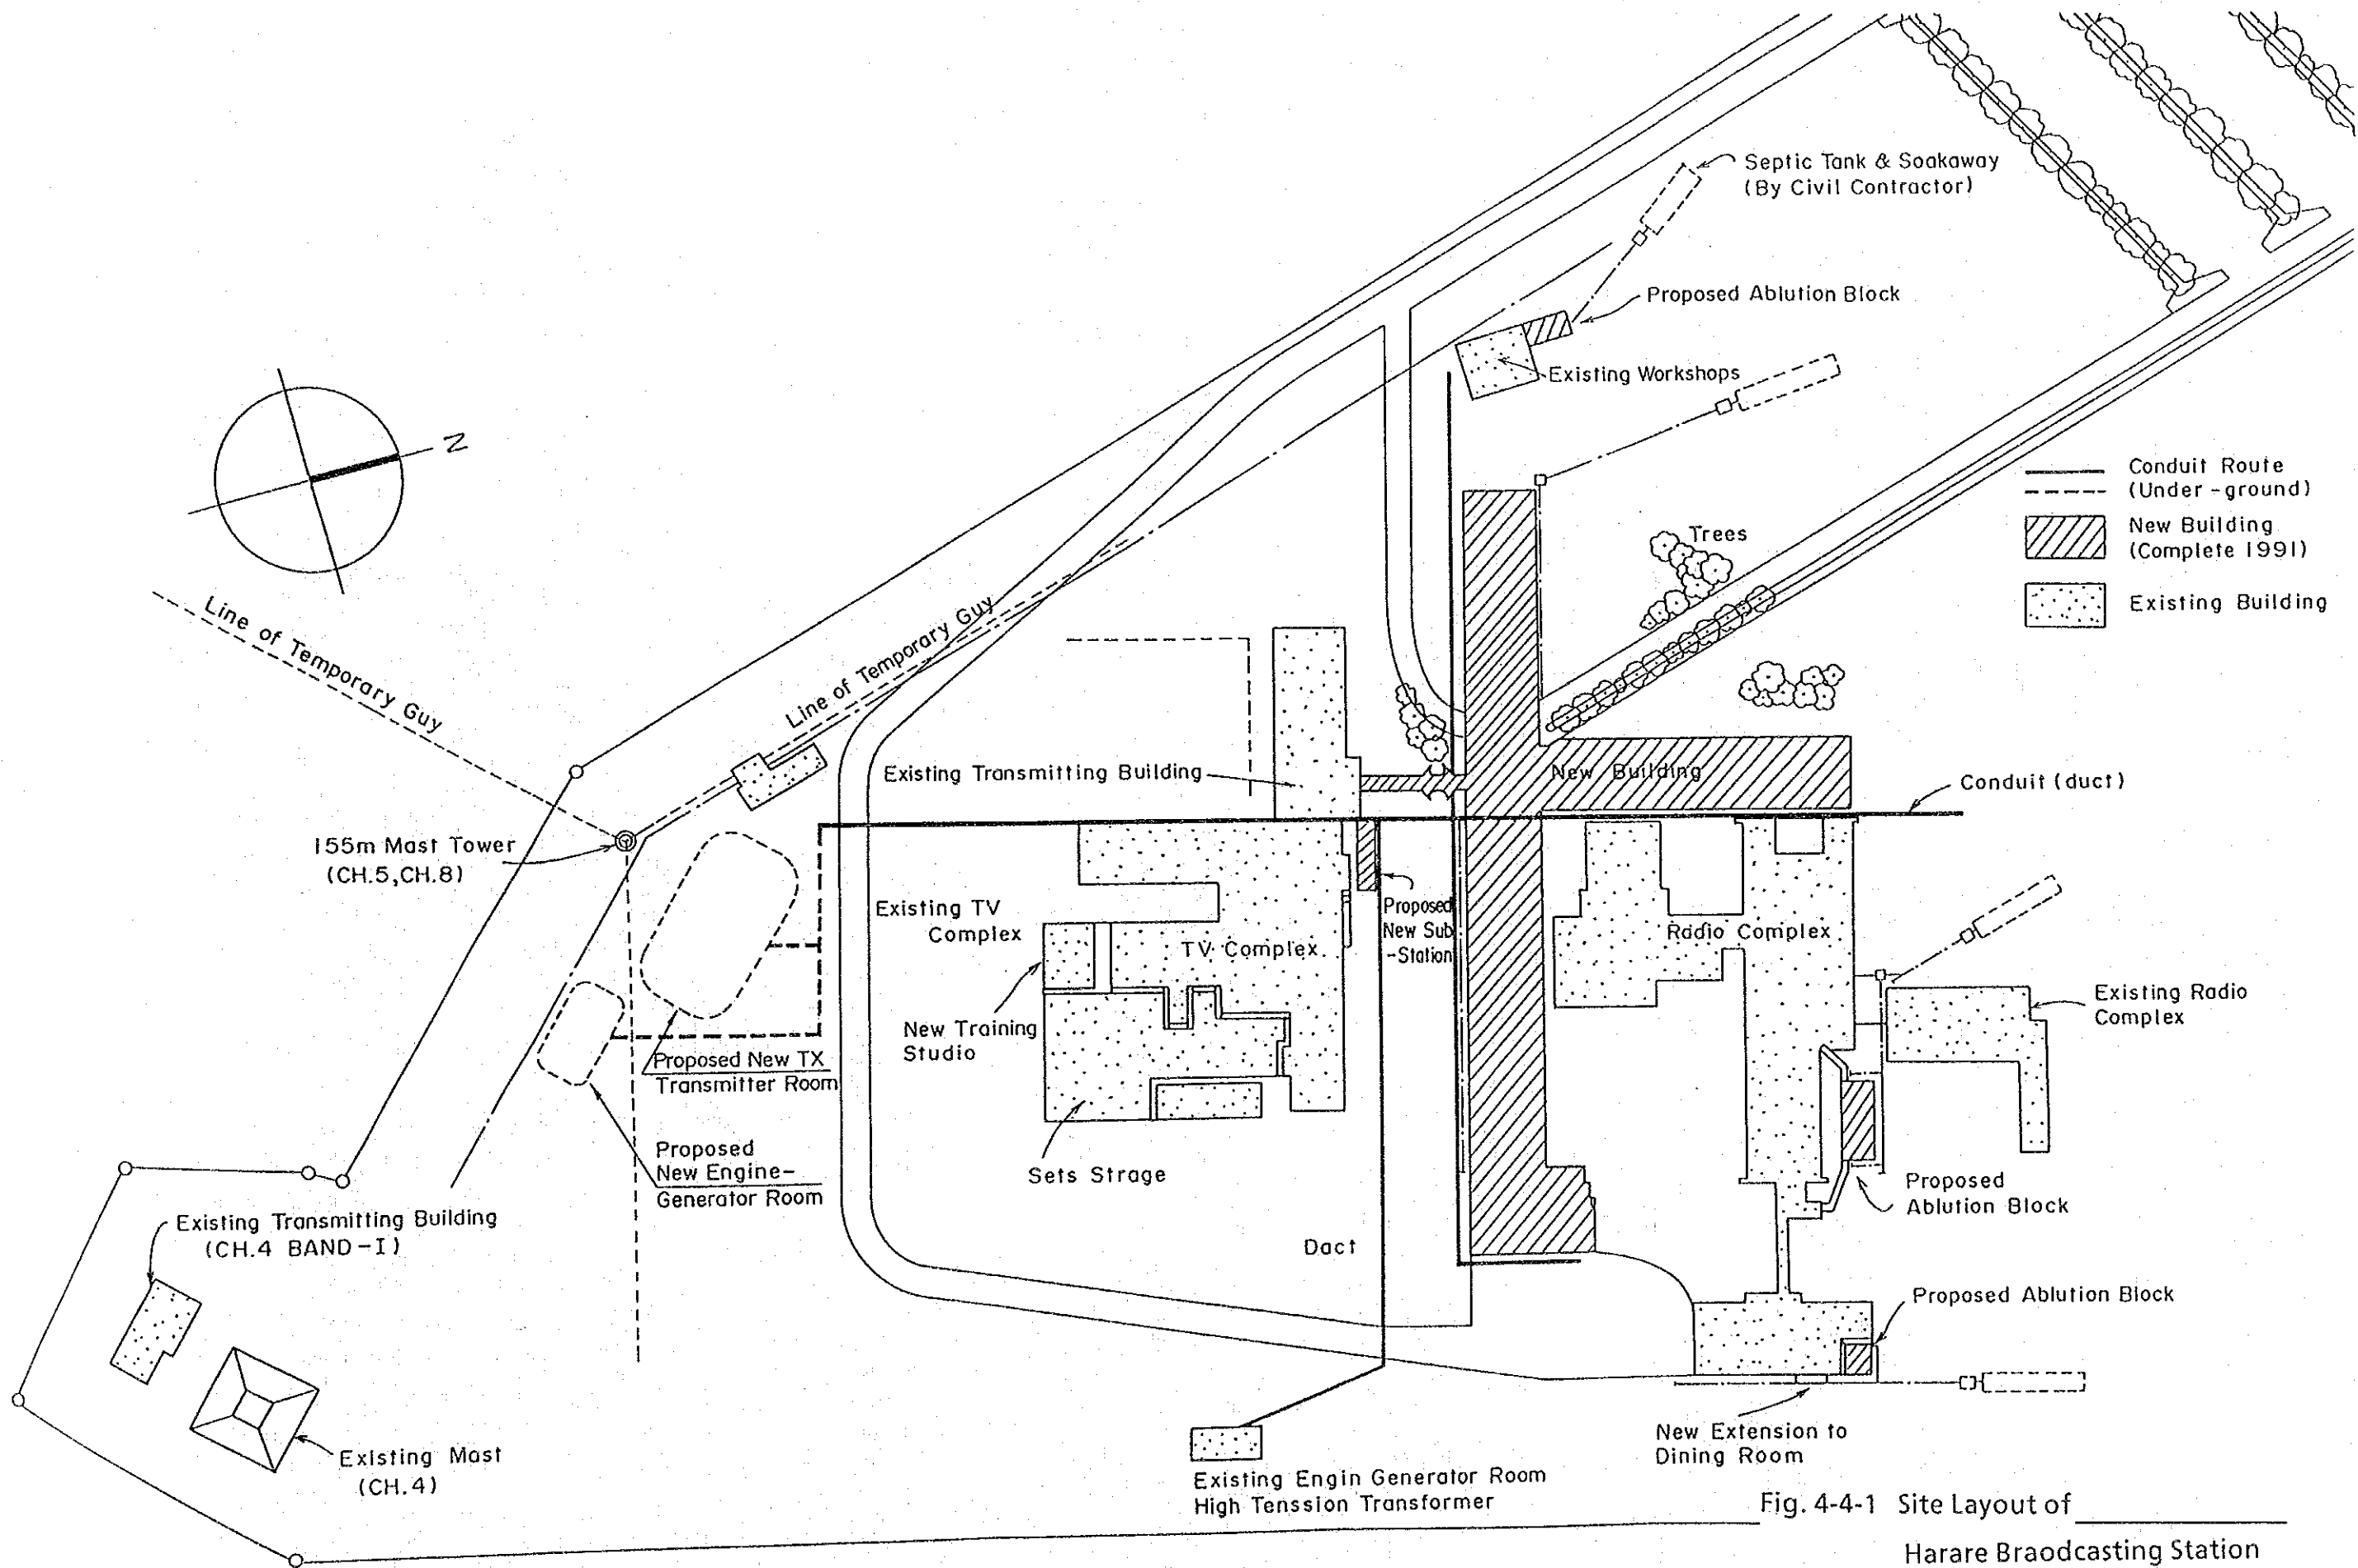 Septic Tank & Soakaway
(By Civil Contractor)
Proposed Ablution Block
Existing Workshops
N
Conduit Route
(Under-ground)
New Building
(Complete 1991)
Existing Building
Trees
Line of Temporary Guy
Line of Temporary Guy
Existing Transmitting Building
New Building
Conduit (duct)
155m Mast Tower
(CH.5,CH.8)
Existing TV
Complex
TV Complex
Proposed
New Sub
-Station
Radio Complex
Existing Radio
Complex
New Training
Studio
Proposed New TX
Transmitter Room
Proposed
New Engine-
Generator Room
Sets Strage
Proposed
Ablution Block
Existing Transmitting Building
(CH.4 BAND-I)
Dact
Proposed Ablution Block
Existing Mast
(CH.4)
New Extension to
Dining Room
Existing Engin Generator Room
High Tenssion Transformer
Fig. 4-4-1 Site Layout of
Harare Braodcasting Station